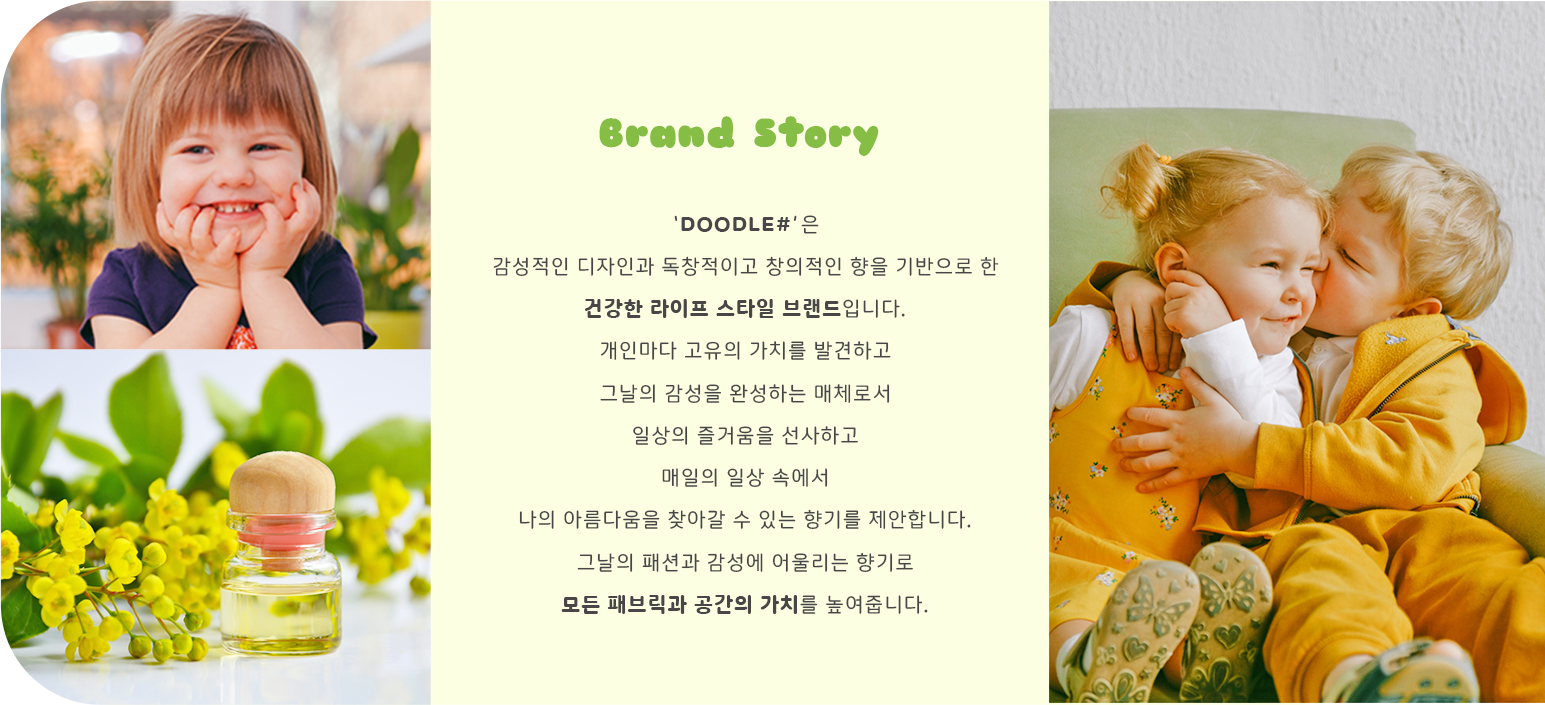 Brand Story
'DOODLE#'은
감성적인 디자인과 독창적이고 창의적인 향을 기반으로 한
건강한 라이프 스타일 브랜드입니다.
개인마다 고유의 가치를 발견하고
그날의 감성을 완성하는 매체로서
일상의 즐거움을 선사하고
매일의 일상 속에서
나의 아름다움을 찾아갈 수 있는 향기를 제안합니다.
그날의 패션과 감성에 어울리는 향기로
모든 패브릭과 공간의 가치를 높여줍니다.